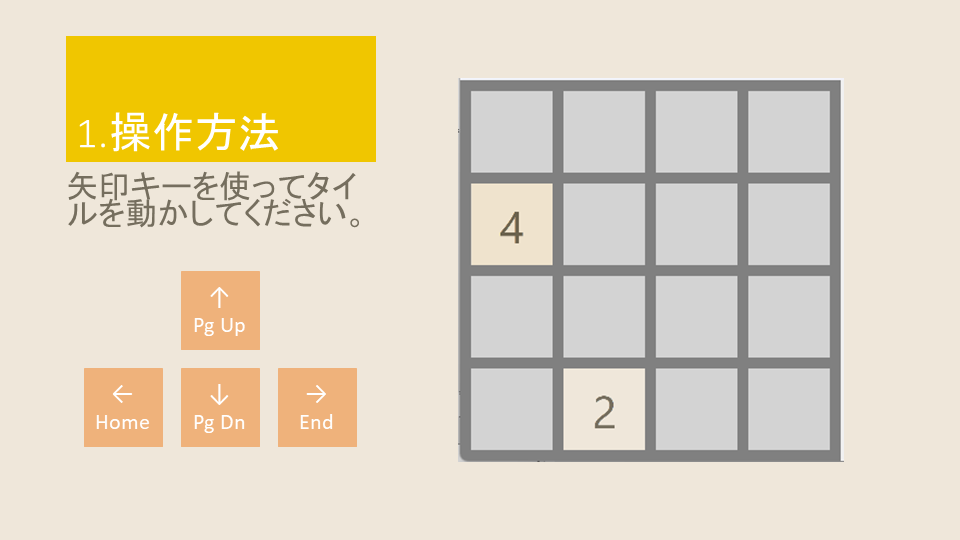 1.操作方法
矢印キーを使ってタイ
ルを動かしてください。
↑
Pg Up
←
Home
↓
Pg Dn
→
End
4
2